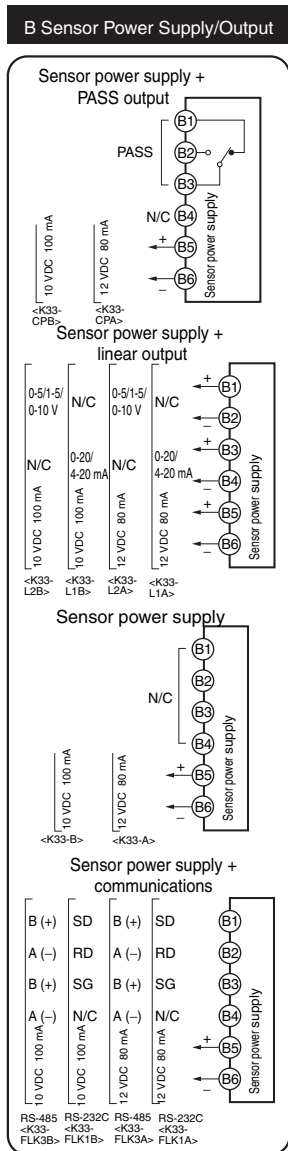 B Sensor Power Supply/Output
Sensor power supply +
PASS output
PASS
B1
B2
B3
N/C B4
+ B5
− B6
Sensor power supply
10 VDC 100 mA
12 VDC 80 mA
<K33-
CPB>
<K33-
CPA>
Sensor power supply +
linear output
0-5/1-5/
0-10 V
N/C
0-5/1-5/
0-10 V
N/C
+ B1
− B2
N/C
0-20/
4-20 mA
N/C
0-20/
4-20 mA
+ B3
− B4
10 VDC 100 mA
10 VDC 100 mA
12 VDC 80 mA
12 VDC 80 mA
+ B5
− B6
Sensor power supply
<K33-
L2B>
<K33-
L1B>
<K33-
L2A>
<K33-
L1A>
Sensor power supply
N/C
B1
B2
B3
B4
+ B5
− B6
Sensor power supply
10 VDC 100 mA
12 VDC 80 mA
<K33-B>
<K33-A>
Sensor power supply +
communications
B (+) SD B (+) SD B1
A (−) RD A (−) RD B2
B (+) SG B (+) SG B3
A (−) N/C A (−) N/C B4
10 VDC 100 mA
10 VDC 100 mA
12 VDC 80 mA
12 VDC 80 mA
+ B5
− B6
Sensor power supply
RS-485
<K33-
FLK3B>
RS-232C
<K33-
FLK1B>
RS-485
<K33-
FLK3A>
RS-232C
<K33-
FLK1A>